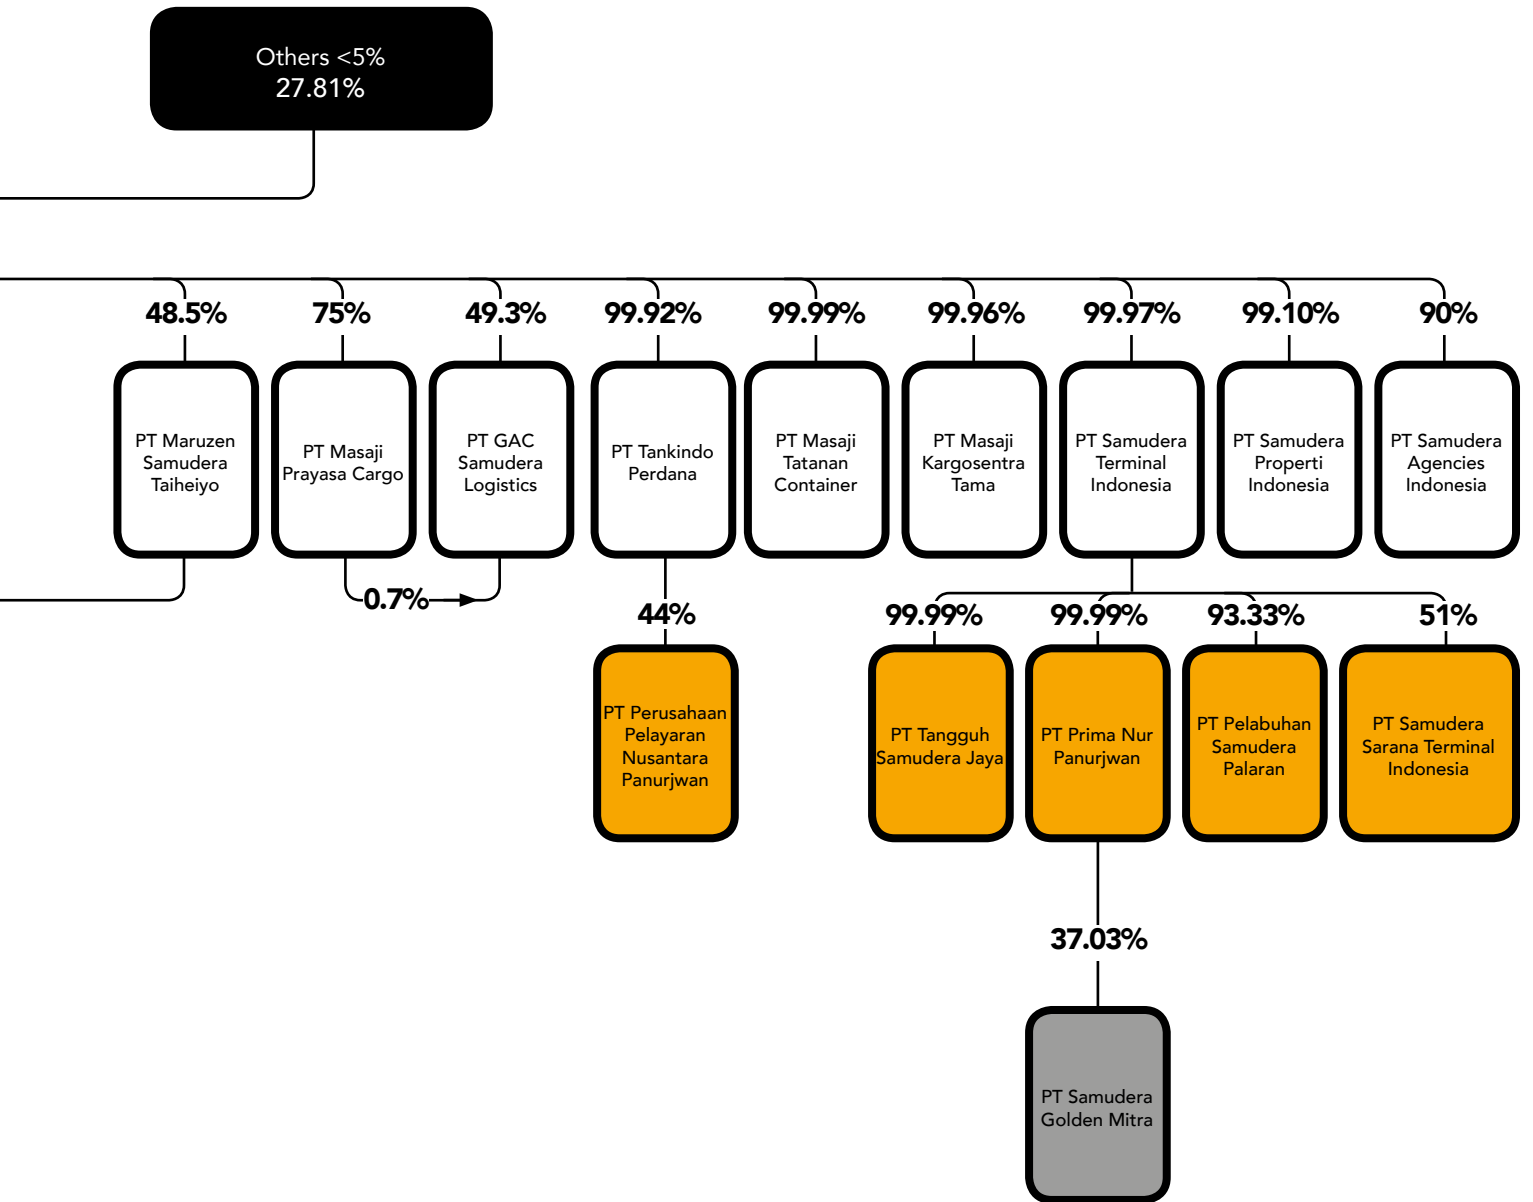 Others <5%
27.81%
48.5%
75%
49.3%
99.92%
99.99%
99.96%
99.97%
99.10%
90%
PT Maruzen
Samudera
Taiheiyo
PT Masaji
Prayasa Cargo
PT GAC
Samudera
Logistics
PT Tankindo
Perdana
PT Masaji
Tatanan
Container
PT Masaji
Kargosentra
Tama
PT Samudera
Terminal
Indonesia
PT Samudera
Properti
Indonesia
PT Samudera
Agencies
Indonesia
0.7%
44%
99.99%
99.99%
93.33%
51%
PT Perusahaan
Pelayaran
Nusantara
Panurjwan
PT Tangguh
Samudera Jaya
PT Prima Nur
Panurjwan
PT Pelabuhan
Samudera
Palaran
PT Samudera
Sarana Terminal
Indonesia
37.03%
PT Samudera
Golden Mitra